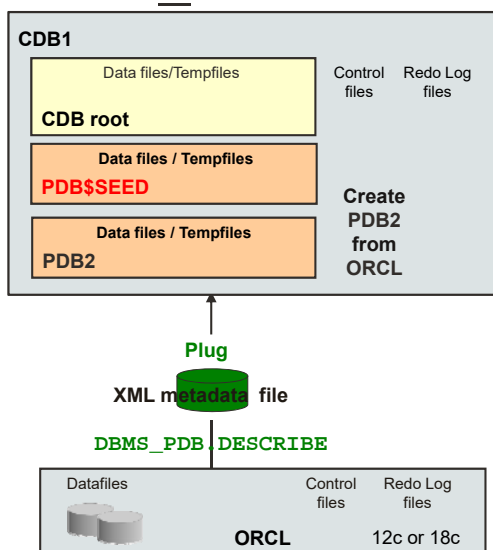 CDB1
Data files/Tempfiles
CDB root
Control
files
Redo Log
files
Data files / Tempfiles
PDB$SEED
Data files / Tempfiles
PDB2
Create
PDB2
from
ORCL
Plug
XML metadata file
DBMS_PDB.DESCRIBE
Datafiles
Control
files
Redo Log
files
ORCL
12c or 18c